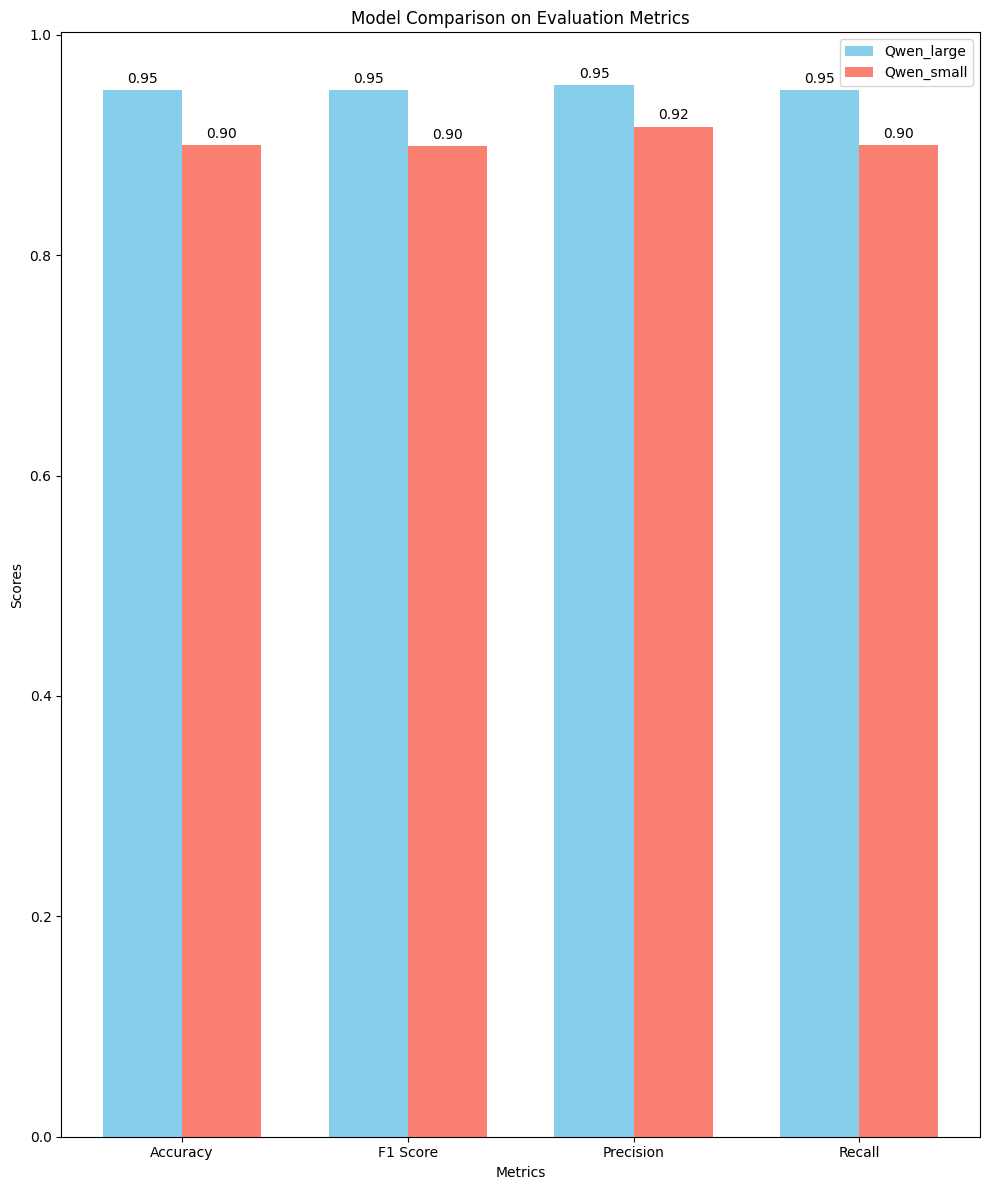 Model Comparison on Evaluation Metrics
Qwen_large
Qwen_small
0.95
0.90
0.95
0.90
0.95
0.92
0.95
0.90
1.0
0.8
0.6
0.4
0.2
0.0
Scores
Accuracy
F1 Score
Precision
Recall
Metrics